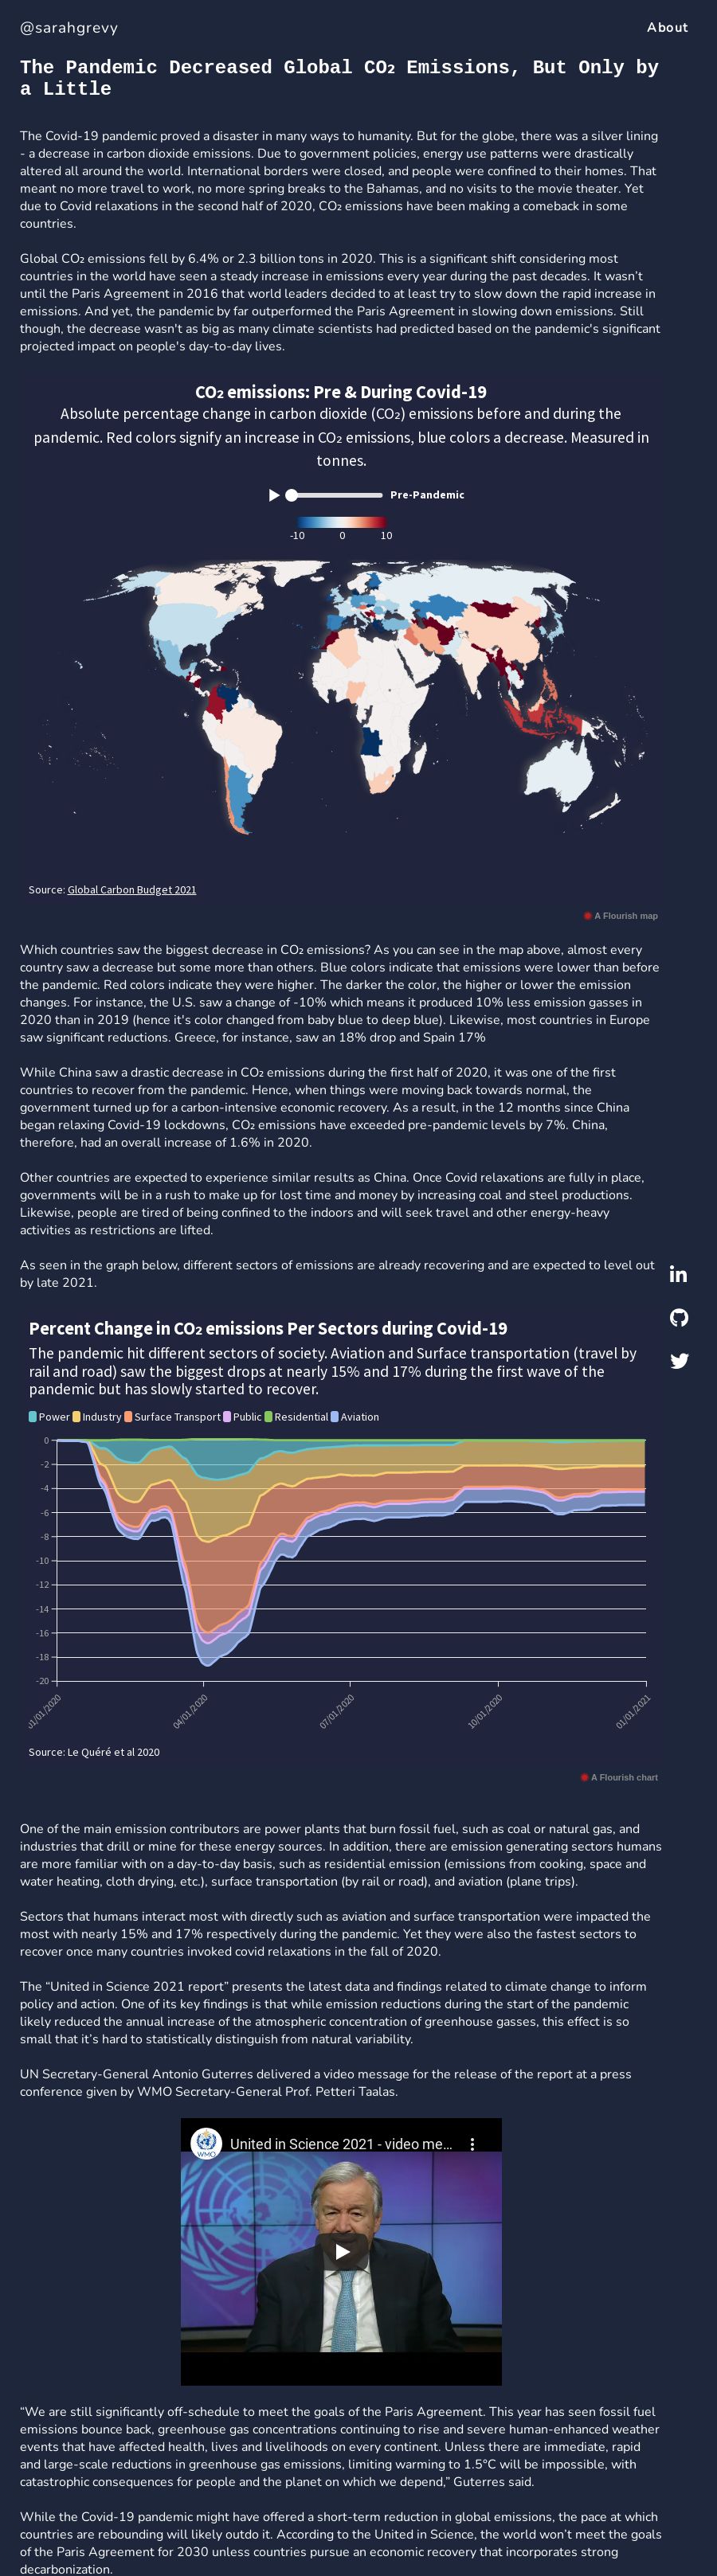 @sarahgrevy
About
The Pandemic Decreased Global CO₂ Emissions, But Only by
a Little
The Covid-19 pandemic proved a disaster in many ways to humanity. But for the globe, there was a silver lining
- a decrease in carbon dioxide emissions. Due to government policies, energy use patterns were drastically
altered all around the world. International borders were closed, and people were confined to their homes. That
meant no more travel to work, no more spring breaks to the Bahamas, and no visits to the movie theater. Yet
due to Covid relaxations in the second half of 2020, CO₂ emissions have been making a comeback in some
countries.
Global CO₂ emissions fell by 6.4% or 2.3 billion tons in 2020. This is a significant shift considering most
countries in the world have seen a steady increase in emissions every year during the past decades. It wasn’t
until the Paris Agreement in 2016 that world leaders decided to at least try to slow down the rapid increase in
emissions. And yet, the pandemic by far outperformed the Paris Agreement in slowing down emissions. Still
though, the decrease wasn't as big as many climate scientists had predicted based on the pandemic's significant
projected impact on people's day-to-day lives.
CO₂ emissions: Pre & During Covid-19
Absolute percentage change in carbon dioxide (CO₂) emissions before and during the
pandemic. Red colors signify an increase in CO₂ emissions, blue colors a decrease. Measured in
tonnes.
Pre-Pandemic
-10 0 10
Source: Global Carbon Budget 2021
A Flourish map
Which countries saw the biggest decrease in CO₂ emissions? As you can see in the map above, almost every
country saw a decrease but some more than others. Blue colors indicate that emissions were lower than before
the pandemic. Red colors indicate they were higher. The darker the color, the higher or lower the emission
changes. For instance, the U.S. saw a change of -10% which means it produced 10% less emission gasses in
2020 than in 2019 (hence it's color changed from baby blue to deep blue). Likewise, most countries in Europe
saw significant reductions. Greece, for instance, saw an 18% drop and Spain 17%
While China saw a drastic decrease in CO₂ emissions during the first half of 2020, it was one of the first
countries to recover from the pandemic. Hence, when things were moving back towards normal, the
government turned up for a carbon-intensive economic recovery. As a result, in the 12 months since China
began relaxing Covid-19 lockdowns, CO₂ emissions have exceeded pre-pandemic levels by 7%. China,
therefore, had an overall increase of 1.6% in 2020.
Other countries are expected to experience similar results as China. Once Covid relaxations are fully in place,
governments will be in a rush to make up for lost time and money by increasing coal and steel productions.
Likewise, people are tired of being confined to the indoors and will seek travel and other energy-heavy
activities as restrictions are lifted.
As seen in the graph below, different sectors of emissions are already recovering and are expected to level out
by late 2021.
in
Percent Change in CO₂ emissions Per Sectors during Covid-19
The pandemic hit different sectors of society. Aviation and Surface transportation (travel by
rail and road) saw the biggest drops at nearly 15% and 17% during the first wave of the
pandemic but has slowly started to recover.
Power Industry Surface Transport Public Residential Aviation
0
-2
-4
-6
-8
-10
-12
-14
-16
-18
-20
01/01/2020 04/01/2020 07/01/2020 10/01/2020 01/01/2021
Source: Le Quéré et al 2020
A Flourish chart
One of the main emission contributors are power plants that burn fossil fuel, such as coal or natural gas, and
industries that drill or mine for these energy sources. In addition, there are emission generating sectors humans
are more familiar with on a day-to-day basis, such as residential emission (emissions from cooking, space and
water heating, cloth drying, etc.), surface transportation (by rail or road), and aviation (plane trips).
Sectors that humans interact most with directly such as aviation and surface transportation were impacted the
most with nearly 15% and 17% respectively during the pandemic. Yet they were also the fastest sectors to
recover once many countries invoked covid relaxations in the fall of 2020.
The “United in Science 2021 report” presents the latest data and findings related to climate change to inform
policy and action. One of its key findings is that while emission reductions during the start of the pandemic
likely reduced the annual increase of the atmospheric concentration of greenhouse gasses, this effect is so
small that it’s hard to statistically distinguish from natural variability.
UN Secretary-General Antonio Guterres delivered a video message for the release of the report at a press
conference given by WMO Secretary-General Prof. Petteri Taalas.
WMO
United in Science 2021 - video me...
“We are still significantly off-schedule to meet the goals of the Paris Agreement. This year has seen fossil fuel
emissions bounce back, greenhouse gas concentrations continuing to rise and severe human-enhanced weather
events that have affected health, lives and livelihoods on every continent. Unless there are immediate, rapid
and large-scale reductions in greenhouse gas emissions, limiting warming to 1.5°C will be impossible, with
catastrophic consequences for people and the planet on which we depend,” Guterres said.
While the Covid-19 pandemic might have offered a short-term reduction in global emissions, the pace at which
countries are rebounding will likely outdo it. According to the United in Science, the world won’t meet the goals
of the Paris Agreement for 2030 unless countries pursue an economic recovery that incorporates strong
decarbonization.